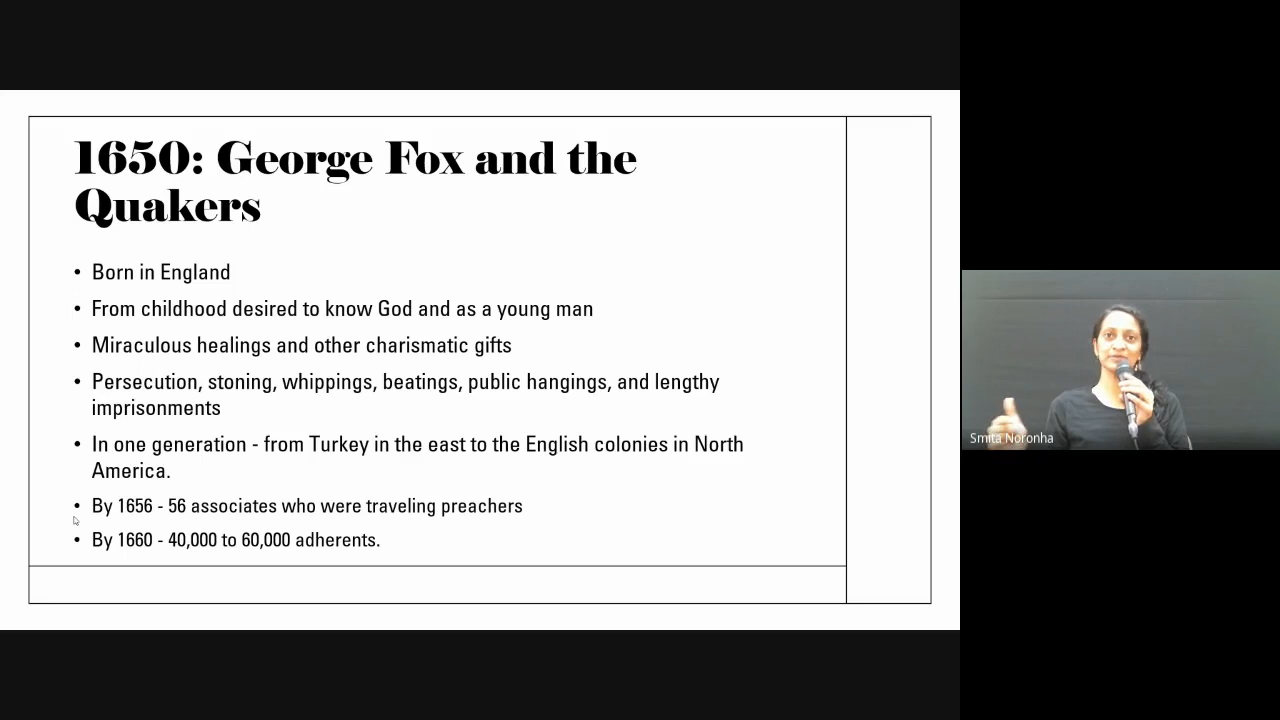 1650: George Fox and the
Quakers
• Born in England
• From childhood desired to know God and as a young man
• Miraculous healings and other charismatic gifts
• Persecution, stoning, whippings, beatings, public hangings, and lengthy
imprisonments
• In one generation - from Turkey in the east to the English colonies in North
America.
• By 1656 - 56 associates who were traveling preachers
• By 1660 - 40,000 to 60,000 adherents.
Smita Noronha